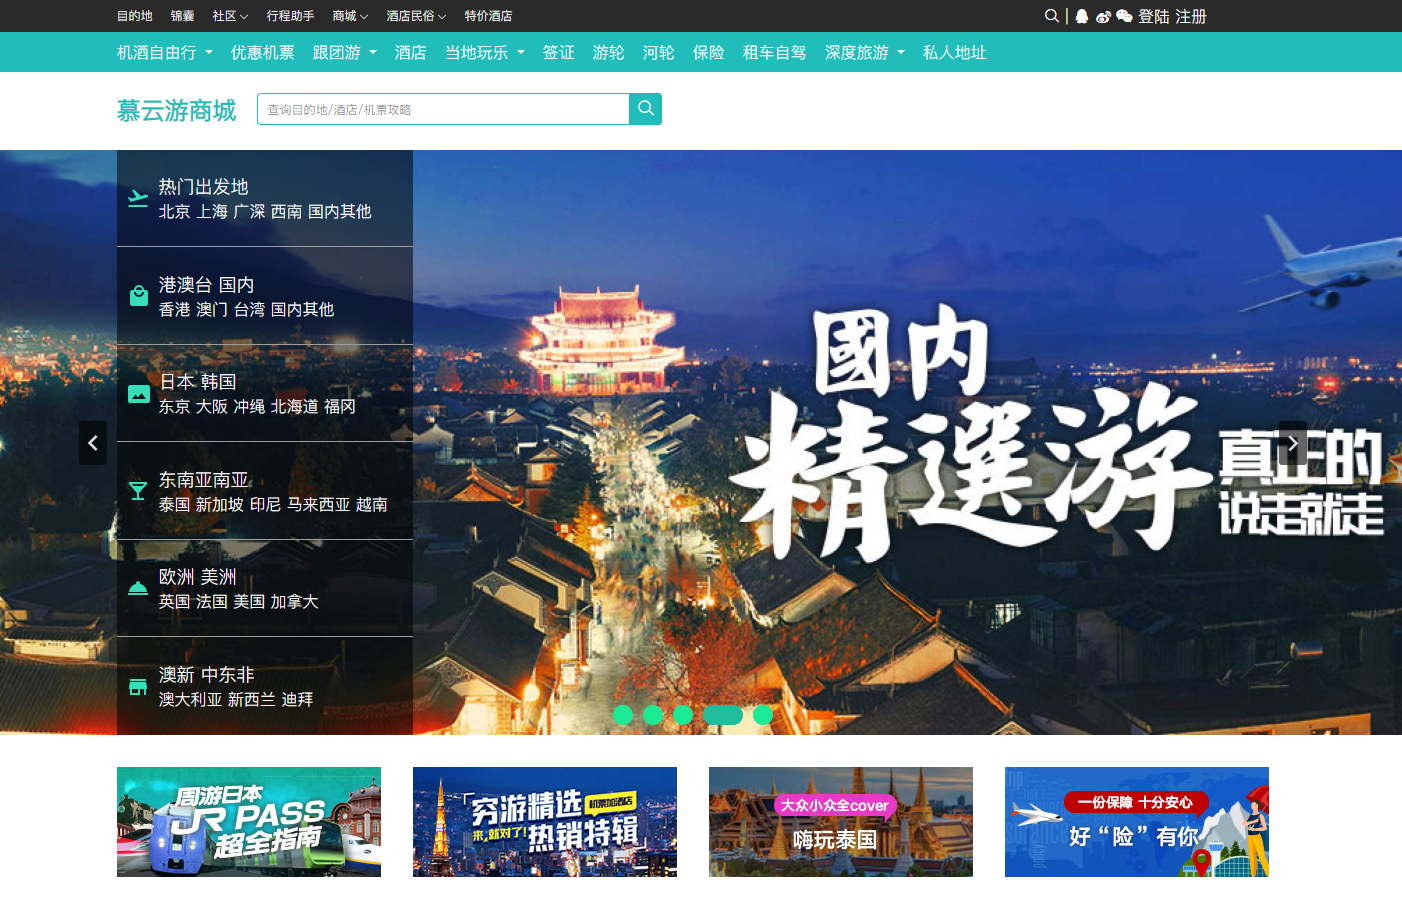 目的地 锦囊 社区 行程助手 商城 酒店民俗 特价酒店 登陆 注册
机酒自由行 优惠机票 跟团游 酒店 当地玩乐 签证 游轮 河轮 保险 租车自驾 深度旅游 私人地址
慕云游商城 查询目的地/酒店/机票攻略
热门出发地
北京 上海 广深 西南 国内其他
港澳台 国内
香港 澳门 台湾 国内其他
日本 韩国
东京 大阪 冲绳 北海道 福冈
东南亚南亚
泰国 新加坡 印尼 马来西亚 越南
欧洲 美洲
英国 法国 美国 加拿大
澳新 中东非
澳大利亚 新西兰 迪拜
國内
精選游
真正的
说走就走
周游日本
JR PASS
超全指南
穷游精选 机票加酒店
来,就对了! 热销特辑
大众小众全cover
嗨玩泰国
一份保障 十分安心
好“险”有你